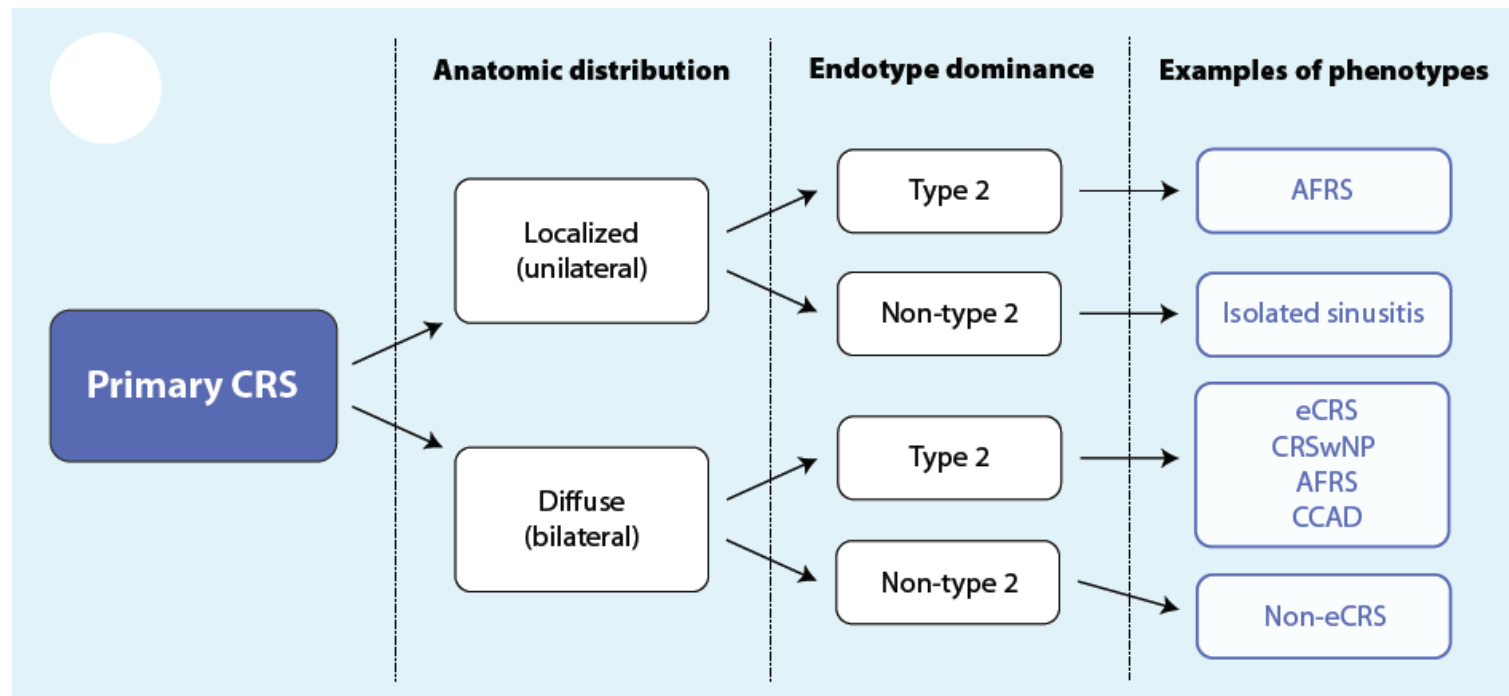 Anatomic distribution
Endotype dominance
Examples of phenotypes
Primary CRS
Localized
(unilateral)
Type 2
AFRS
Non-type 2
Isolated sinusitis
Diffuse
(bilateral)
Type 2
eCRS
CRSwNP
AFRS
CCAD
Non-type 2
Non-eCRS